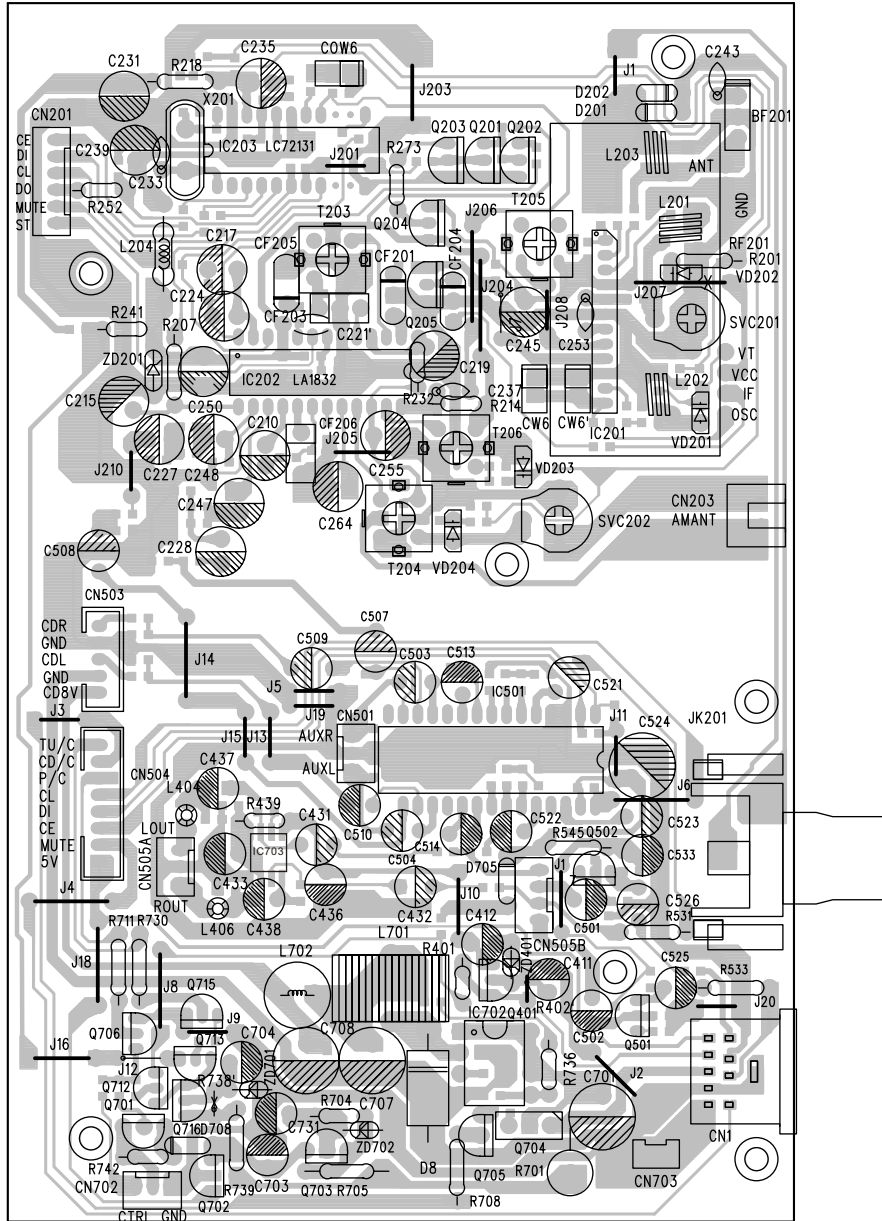 C231
R218
C235
COW6
J203
J1
C243
D202
D201
BF201
CN201
X201
CE
DI
CL
DO
MUTE
ST
C239
C233
IC203 LC72131
J201
R273
Q203
Q201
Q202
L203
ANT
R252
T205
L201
GND
T203
J206
Q204
L204
C217
CF205
CF201
CF204
RF201
R201
VD202
C224
J204
J207
CF203
C221'
Q205
J208
C245
C253
SVC201
R241
R207
ZD201
IC202 LA1832
C219
VT
VCC
IF
OSC
R232
C237
R214
L202
C215
C250
C210
CF206
J205
CW6
CW6'
IC201
VD201
T206
J210
C227
C248
C255
VD203
C247
C264
CN203
AMANT
SVC202
C508
C228
T204
VD204
CN503
CDR
GND
CDL
GND
CD8V
J14
C507
C509
C503
C513
J5
IC501
C521
J3
J19
CN501
J11
C524
JK201
J15
J13
AUXR
AUXL
TU/C
CD/C
P/C
CL
DI
CE
MUTE
5V
CN504
C437
L404
J6
R439
C431
C510
C522
C523
LOUT
CN505A
IC703
C504
C514
R545
Q502
C533
C433
D705
J1
J4
ROUT
L406
C438
C436
C432
J10
C501
C526
R531
R711
R730
L701
C412
L702
R401
ZD401
CN505B
C411
C525
R533
J18
J8
Q715
J20
J9
IC702
Q401
R402
C502
Q501
Q706
Q713
C704
C708
J16
J12
ZD701
R736
J2
Q712
R738'
C701
Q701
R704
C707
Q716
D708
C731
ZD702
CN1
R742
D8
Q704
CN702
R739
C703
Q703
R705
Q705
R701
CN703
Q702
R708
CTRL GND